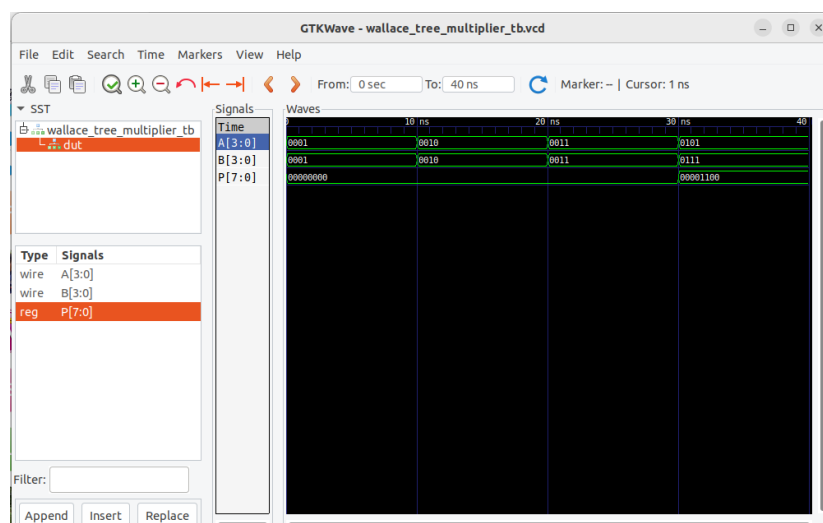 GTKWave - wallace_tree_multiplier_tb.vcd
File Edit Search Time Markers View Help
From: 0 sec To: 40 ns Marker: -- | Cursor: 1 ns
SST
wallace_tree_multiplier_tb
dut
Type Signals
wire A[3:0]
wire B[3:0]
reg P[7:0]
Filter:
Append Insert Replace
Signals
Time
A[3:0]
B[3:0]
P[7:0]
Waves
0 10 ns 20 ns 30 ns 40
0001 0010 0011 0101
0001 0010 0011 0111
00000000 00001100